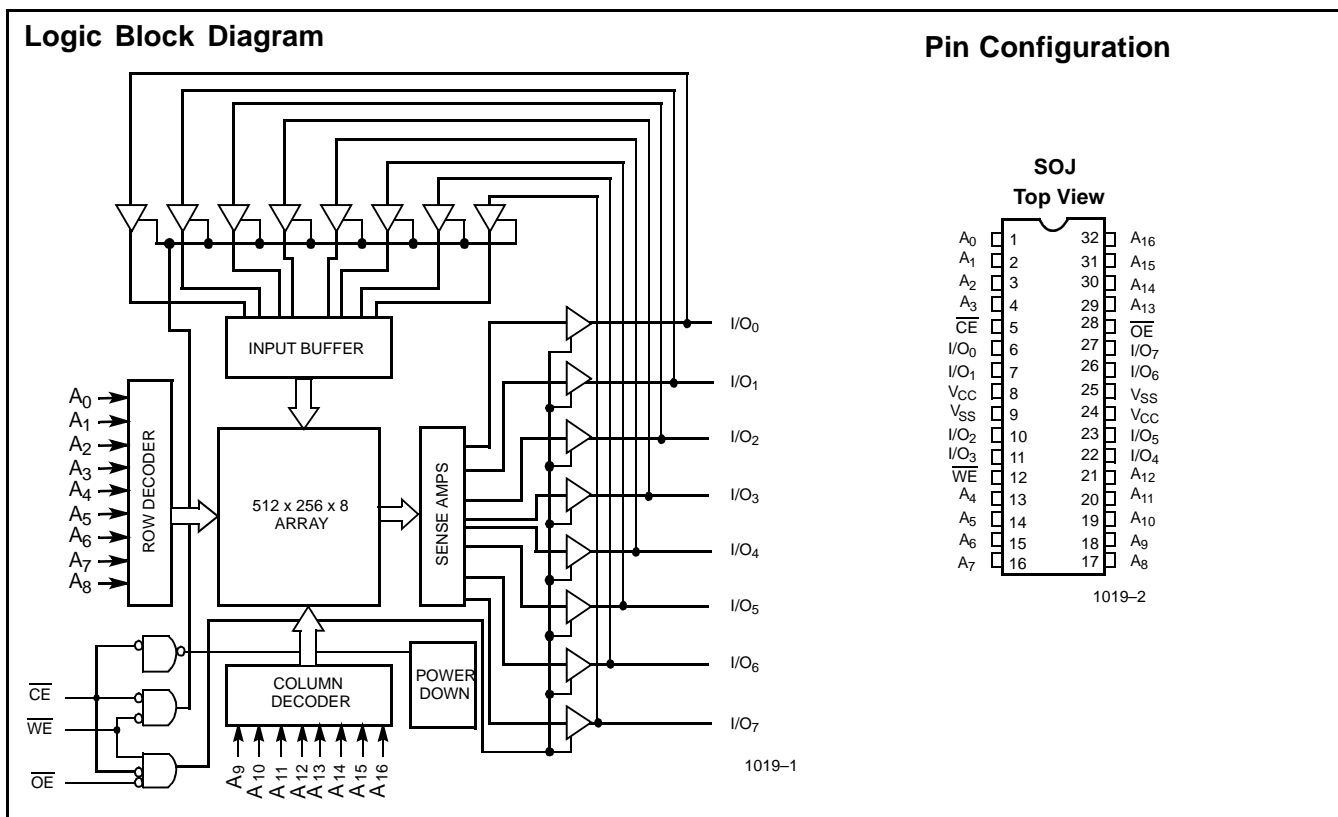 Logic Block Diagram
Pin Configuration
INPUT BUFFER
A0
A1
A2
A3
A4
A5
A6
A7
A8
ROW DECODER
512 x 256 x 8
ARRAY
SENSE AMPS
COLUMN
DECODER
POWER
DOWN
CE
WE
OE
A9
A10
A11
A12
A13
A14
A15
A16
I/O0
I/O1
I/O2
I/O3
I/O4
I/O5
I/O6
I/O7
1019–1
SOJ
Top View
A0 1 32 A16
A1 2 31 A15
A2 3 30 A14
A3 4 29 A13
CE 5 28 OE
I/O0 6 27 I/O7
I/O1 7 26 I/O6
VCC 8 25 VSS
VSS 9 24 VCC
I/O2 10 23 I/O5
I/O3 11 22 I/O4
WE 12 21 A12
A4 13 20 A11
A5 14 19 A10
A6 15 18 A9
A7 16 17 A8
1019–2